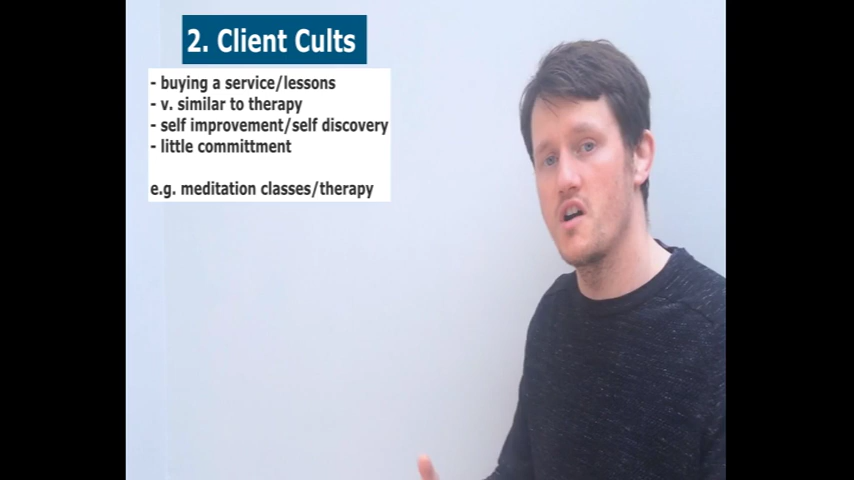 2. Client Cults
- buying a service/lessons
- v. similar to therapy
- self improvement/self discovery
- little committment
e.g. meditation classes/therapy